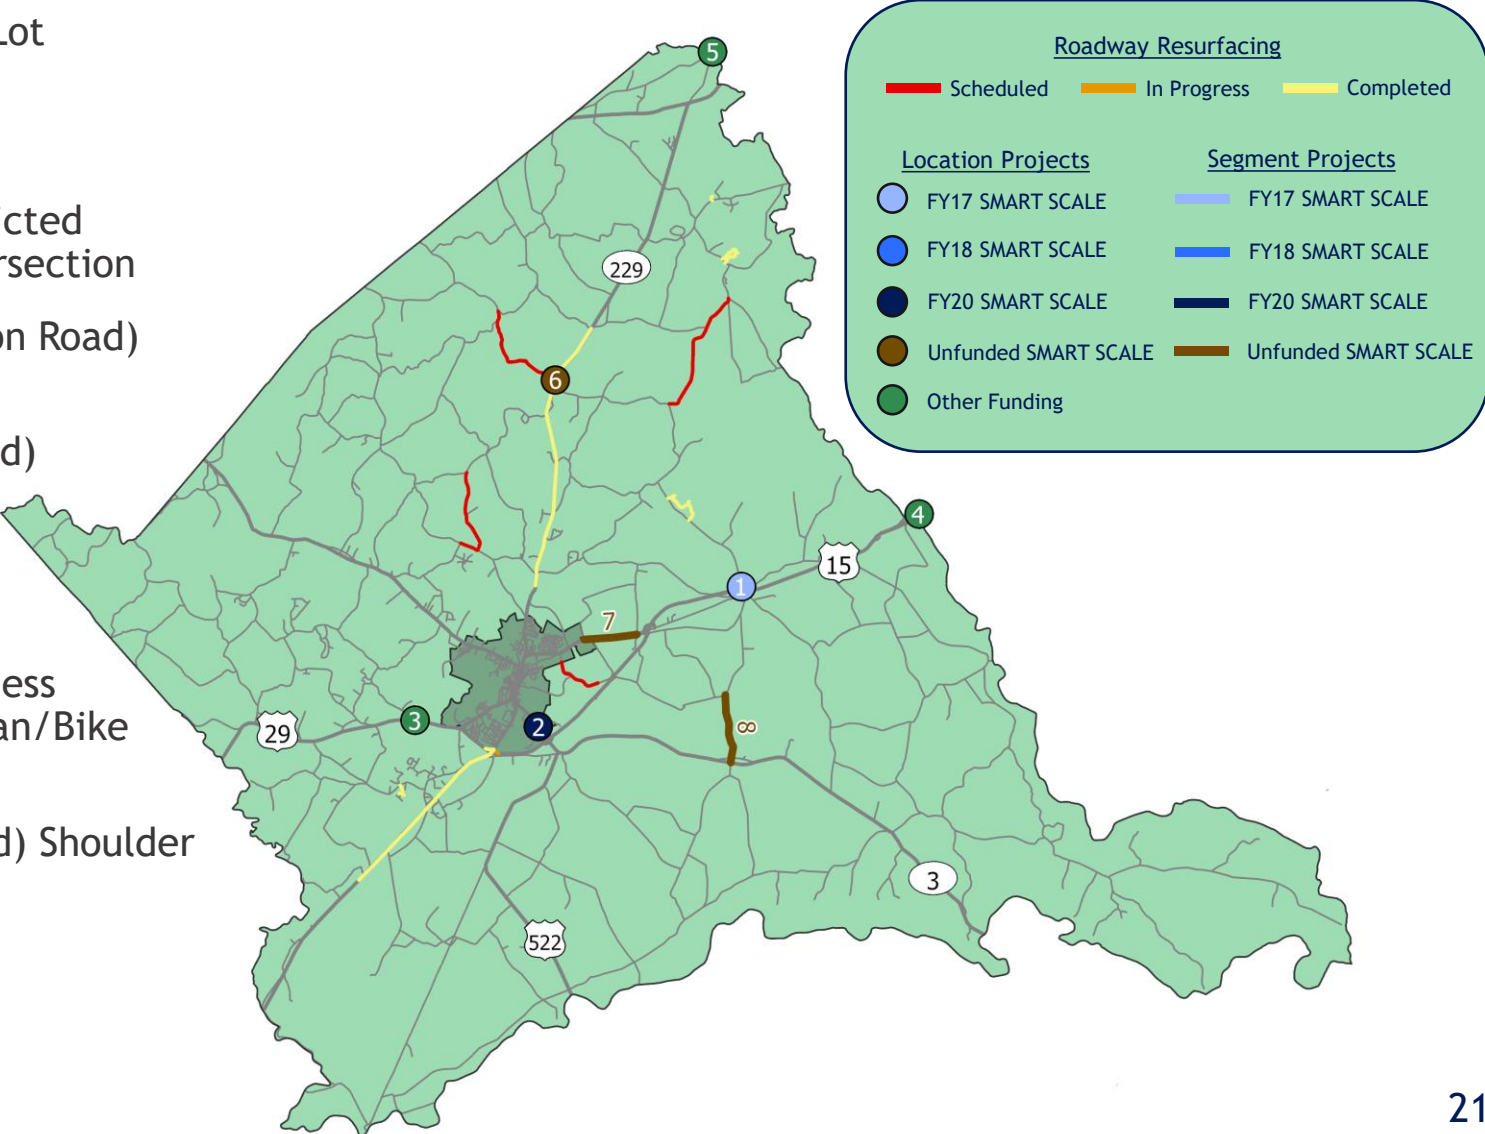 Lot
icted
rsection
on Road)
d)
ess
an/Bike
d) Shoulder
Roadway Resurfacing
Scheduled In Progress Completed
Location Projects Segment Projects
FY17 SMART SCALE FY17 SMART SCALE
FY18 SMART SCALE FY18 SMART SCALE
FY20 SMART SCALE FY20 SMART SCALE
Unfunded SMART SCALE Unfunded SMART SCALE
Other Funding
5
229
6
4
15
1
7
3
29
2
8
3
522
21